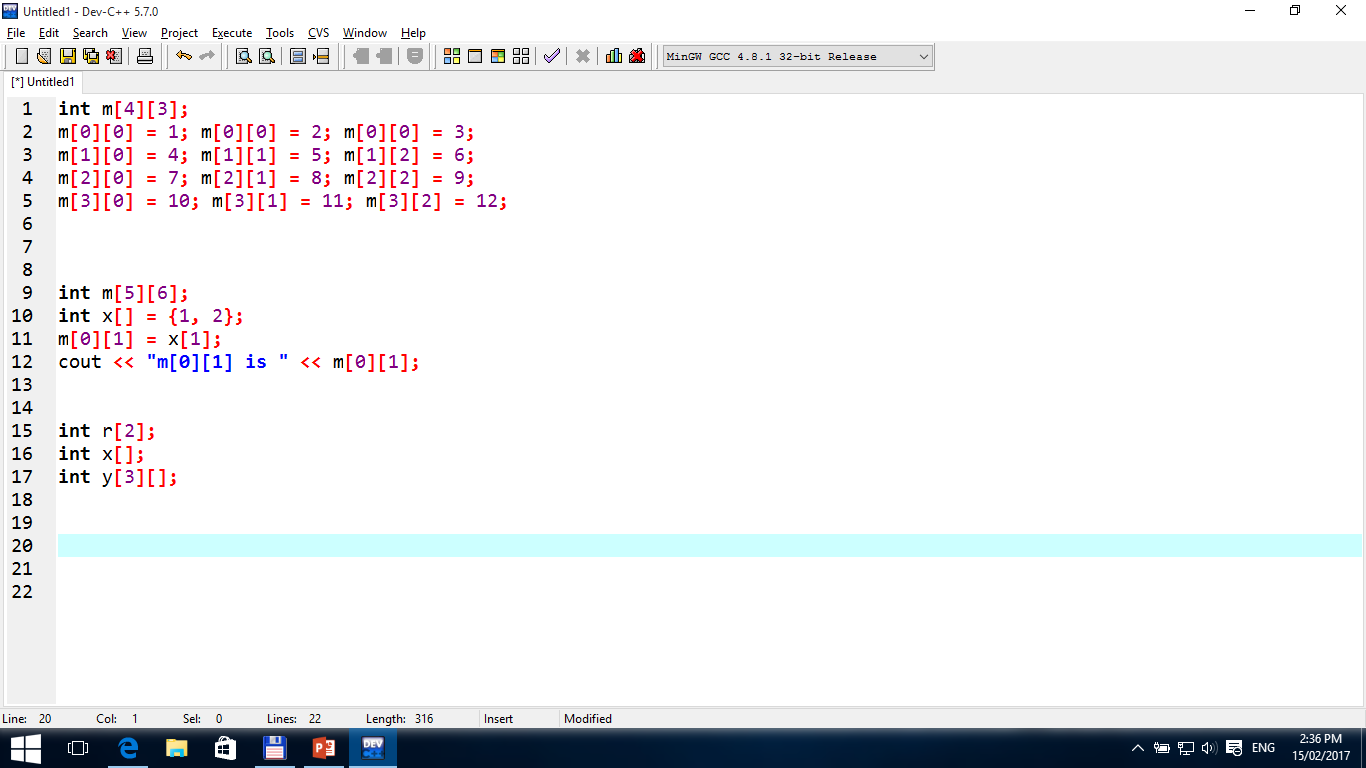 Untitled1 - Dev-C++ 5.7.0
File Edit Search View Project Execute Tools CVS Window Help
MinGW GCC 4.8.1 32-bit Release
[*] Untitled1
1 int m[4][3];
2 m[0][0] = 1; m[0][0] = 2; m[0][0] = 3;
3 m[1][0] = 4; m[1][1] = 5; m[1][2] = 6;
4 m[2][0] = 7; m[2][1] = 8; m[2][2] = 9;
5 m[3][0] = 10; m[3][1] = 11; m[3][2] = 12;
6
7
8
9 int m[5][6];
10 int x[] = {1, 2};
11 m[0][1] = x[1];
12 cout << "m[0][1] is " << m[0][1];
13
14
15 int r[2];
16 int x[];
17 int y[3][];
18
19
20
21
22
Line: 20 Col: 1 Sel: 0 Lines: 22 Length: 316 Insert Modified
DEV C++
ENG
2:36 PM
15/02/2017